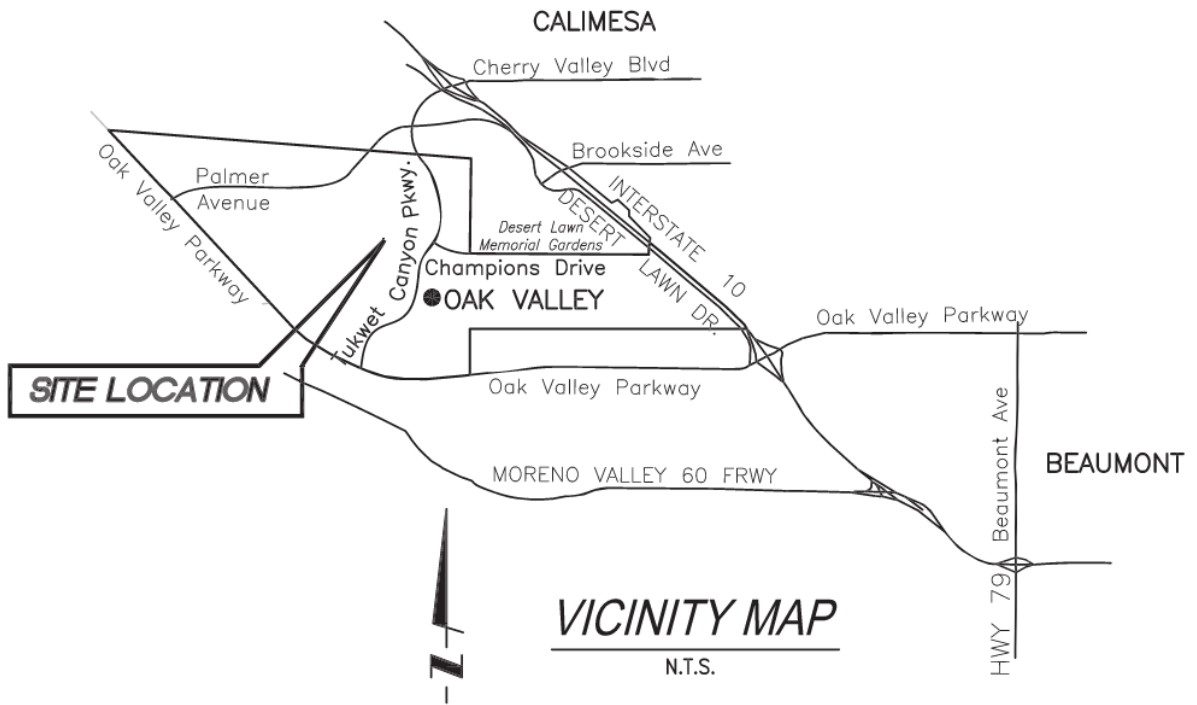 CALIMESA
Cherry Valley Blvd
Brookside Ave
Oak Valley Parkway
Palmer
Avenue
Tukwet Canyon Pkwy.
INTERSTATE 10
DESERT LAWN DR.
Desert Lawn
Memorial Gardens
Champions Drive
OAK VALLEY
Oak Valley Parkway
SITE LOCATION
Oak Valley Parkway
MORENO VALLEY 60 FRWY
BEAUMONT
HWY 79 Beaumont Ave
VICINITY MAP
N.T.S.
N